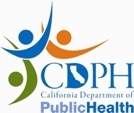 CDPH
California Department of
PublicHealth